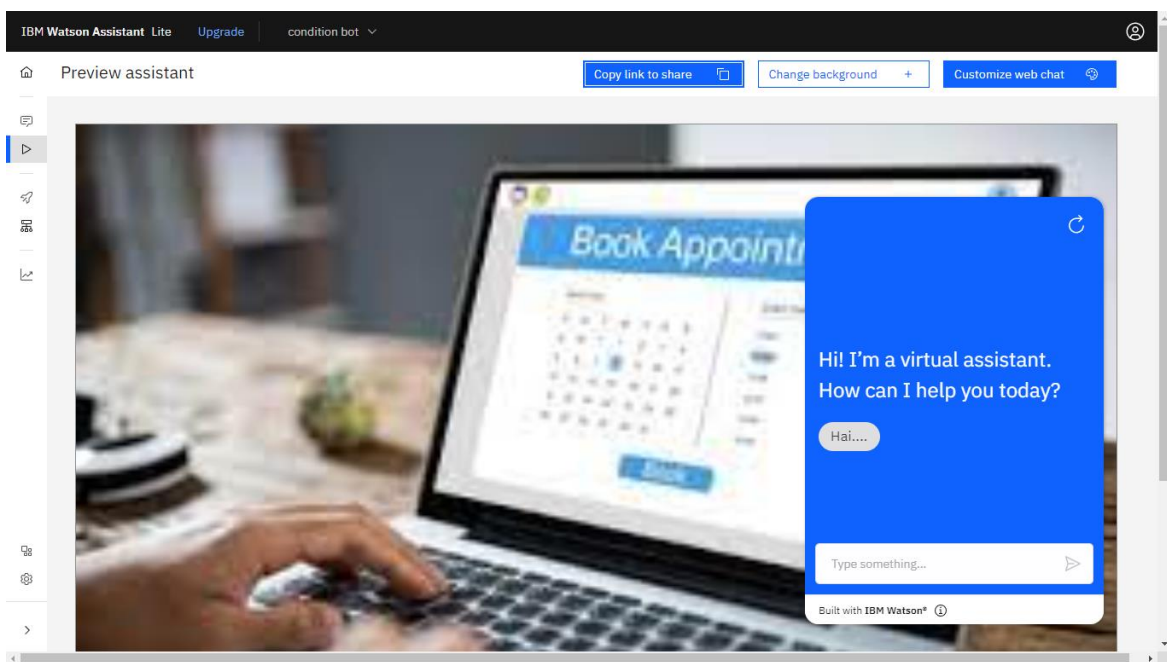 IBM Watson Assistant Lite Upgrade condition bot
Preview assistant
Copy link to share
Change background +
Customize web chat
Book
Hi! I'm a virtual assistant.
How can I help you today?
Hai....
Type something...
Built with IBM Watson®
Book